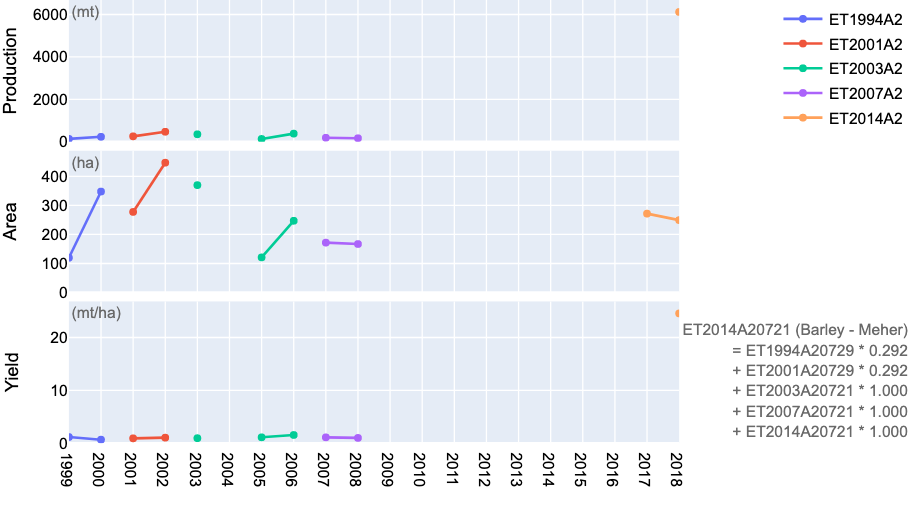 Production
(mt)
6000
4000
2000
0
Area
(ha)
400
300
200
100
0
Yield
(mt/ha)
20
10
0
1999
2000
2001
2002
2003
2004
2005
2006
2007
2008
2009
2010
2011
2012
2013
2014
2015
2016
2017
2018
ET1994A2
ET2001A2
ET2003A2
ET2007A2
ET2014A2
ET2014A20721 (Barley - Meher)
= ET1994A20729 * 0.292
+ ET2001A20729 * 0.292
+ ET2003A20721 * 1.000
+ ET2007A20721 * 1.000
+ ET2014A20721 * 1.000